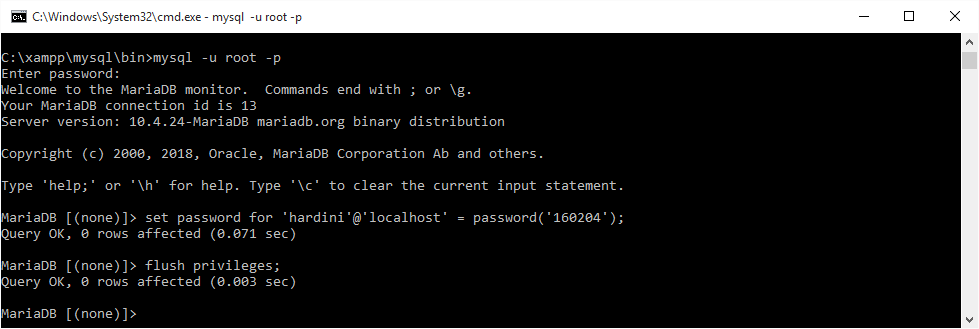 C:\Windows\System32\cmd.exe - mysql  -u root -p
C:\xampp\mysql\bin>mysql -u root -p
Enter password:
Welcome to the MariaDB monitor.  Commands end with ; or \g.
Your MariaDB connection id is 13
Server version: 10.4.24-MariaDB mariadb.org binary distribution
Copyright (c) 2000, 2018, Oracle, MariaDB Corporation Ab and others.
Type 'help;' or '\h' for help. Type '\c' to clear the current input statement.
MariaDB [(none)]> set password for 'hardini'@'localhost' = password('160204');
Query OK, 0 rows affected (0.071 sec)
MariaDB [(none)]> flush privileges;
Query OK, 0 rows affected (0.003 sec)
MariaDB [(none)]>